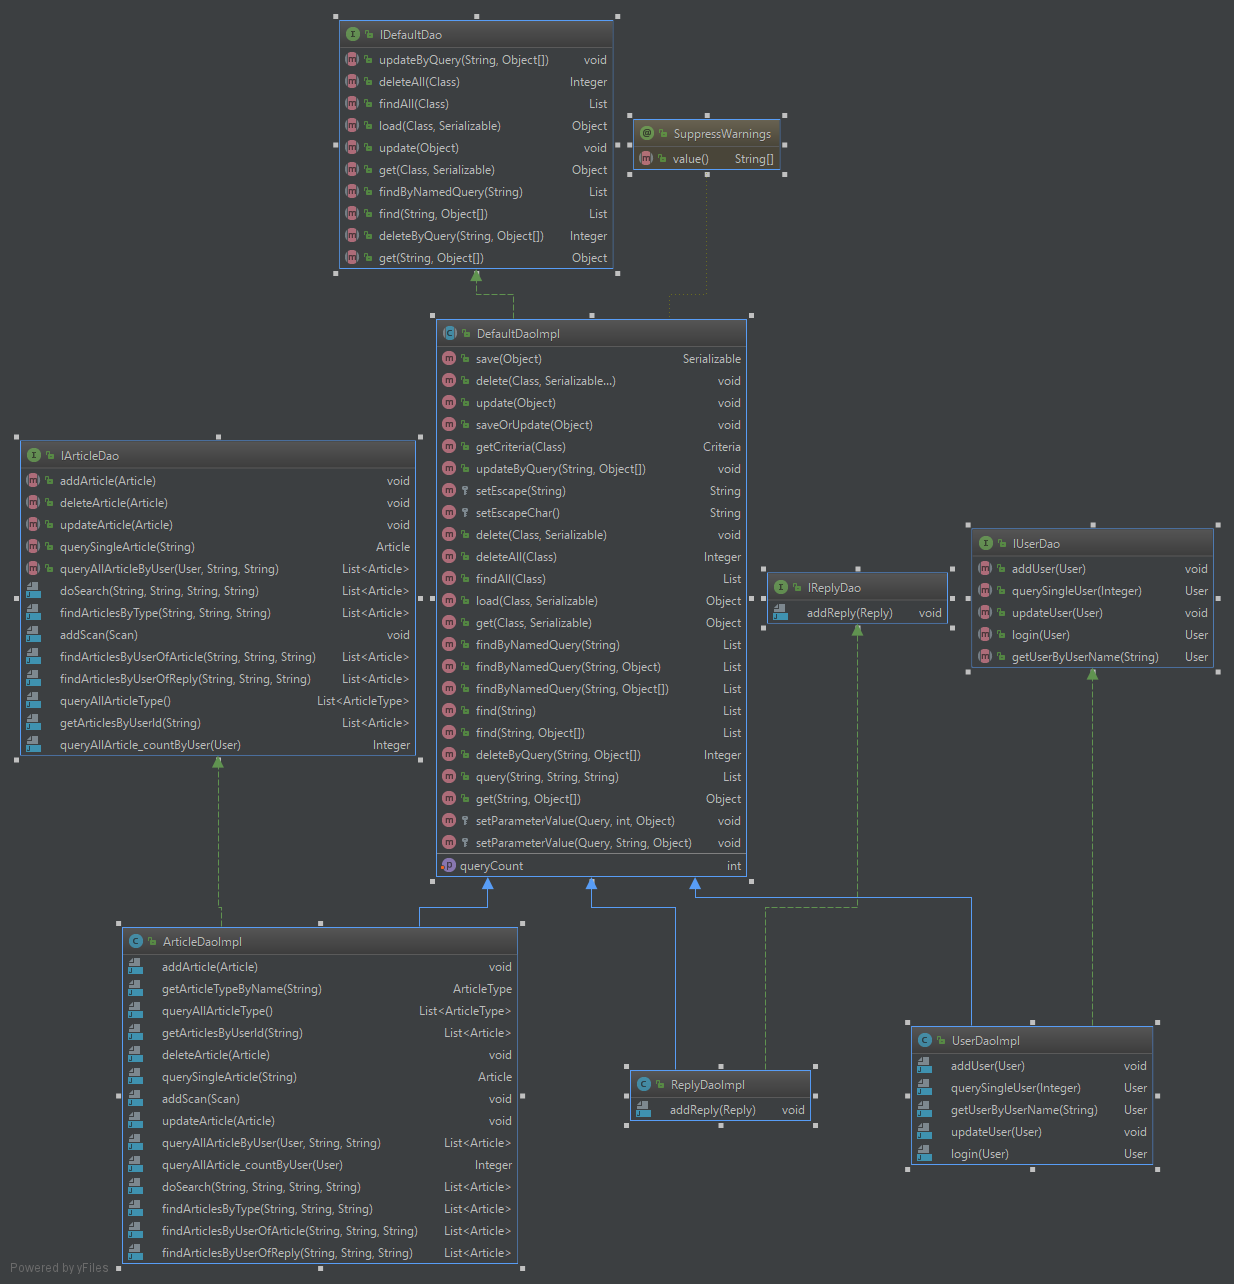 IDefaultDao
updateByQuery(String, Object[]) void
deleteAll(Class) Integer
findAll(Class) List
load(Class, Serializable) Object
update(Object) void
get(Class, Serializable) Object
findByNamedQuery(String) List
find(String, Object[]) List
deleteByQuery(String, Object[]) Integer
get(String, Object[]) Object
SuppressWarnings
value() String[]
DefaultDaoImpl
save(Object) Serializable
delete(Class, Serializable...) void
update(Object) void
saveOrUpdate(Object) void
getCriteria(Class) Criteria
updateByQuery(String, Object[]) void
setEscape(String) String
setEscapeChar() String
delete(Class, Serializable) void
deleteAll(Class) Integer
findAll(Class) List
load(Class, Serializable) Object
get(Class, Serializable) Object
findByNamedQuery(String) List
findByNamedQuery(String, Object) List
findByNamedQuery(String, Object[]) List
find(String) List
find(String, Object[]) List
deleteByQuery(String, Object[]) Integer
query(String, String, String) List
get(String, Object[]) Object
setParameterValue(Query, int, Object) void
setParameterValue(Query, String, Object) void
queryCount int
IArticleDao
addArticle(Article) void
deleteArticle(Article) void
updateArticle(Article) void
querySingleArticle(String) Article
queryAllArticleByUser(User, String, String) List<Article>
doSearch(String, String, String, String) List<Article>
findArticlesByType(String, String, String) List<Article>
addScan(Scan) void
findArticlesByUserOfArticle(String, String, String) List<Article>
findArticlesByUserOfReply(String, String, String) List<Article>
queryAllArticleType() List<ArticleType>
getArticlesByUserId(String) List<Article>
queryAllArticle_countByUser(User) Integer
IReplyDao
addReply(Reply) void
IUserDao
addUser(User) void
querySingleUser(Integer) User
updateUser(User) void
login(User) User
getUserByUserName(String) User
ArticleDaoImpl
addArticle(Article) void
getArticleTypeByName(String) ArticleType
queryAllArticleType() List<ArticleType>
getArticlesByUserId(String) List<Article>
deleteArticle(Article) void
querySingleArticle(String) Article
addScan(Scan) void
updateArticle(Article) void
queryAllArticleByUser(User, String, String) List<Article>
queryAllArticle_countByUser(User) Integer
doSearch(String, String, String, String) List<Article>
findArticlesByType(String, String, String) List<Article>
findArticlesByUserOfArticle(String, String, String) List<Article>
findArticlesByUserOfReply(String, String, String) List<Article>
ReplyDaoImpl
addReply(Reply) void
UserDaoImpl
addUser(User) void
querySingleUser(Integer) User
getUserByUserName(String) User
updateUser(User) void
login(User) User
Powered by yFiles